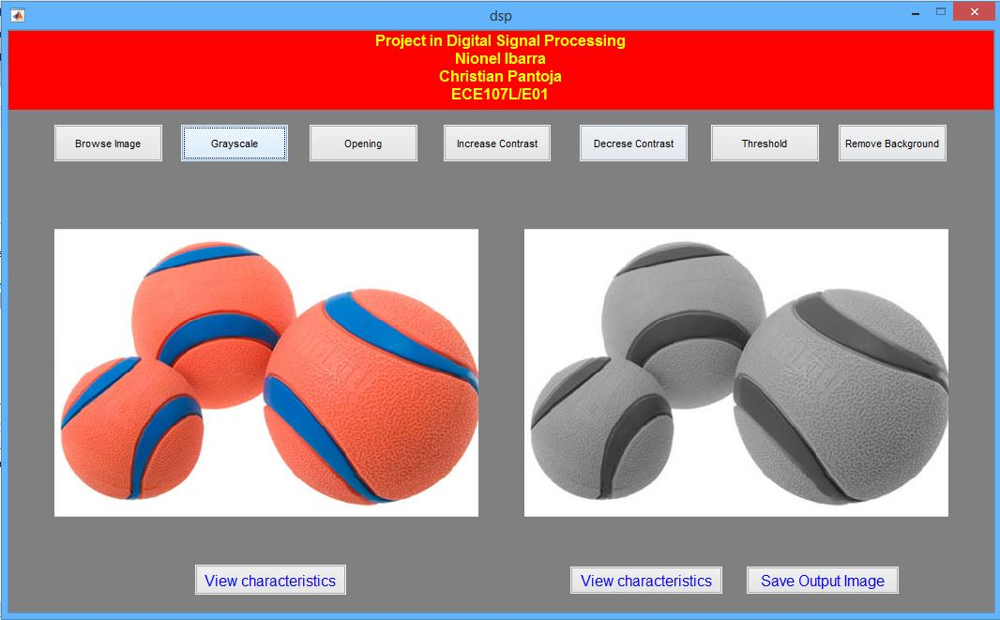 dsp
Project in Digital Signal Processing
Nionel Ibarra
Christian Pantoja
ECE107L/E01
Browse Image
Grayscale
Opening
Increase Contrast
Decrese Contrast
Threshold
Remove Background
View characteristics
View characteristics
Save Output Image